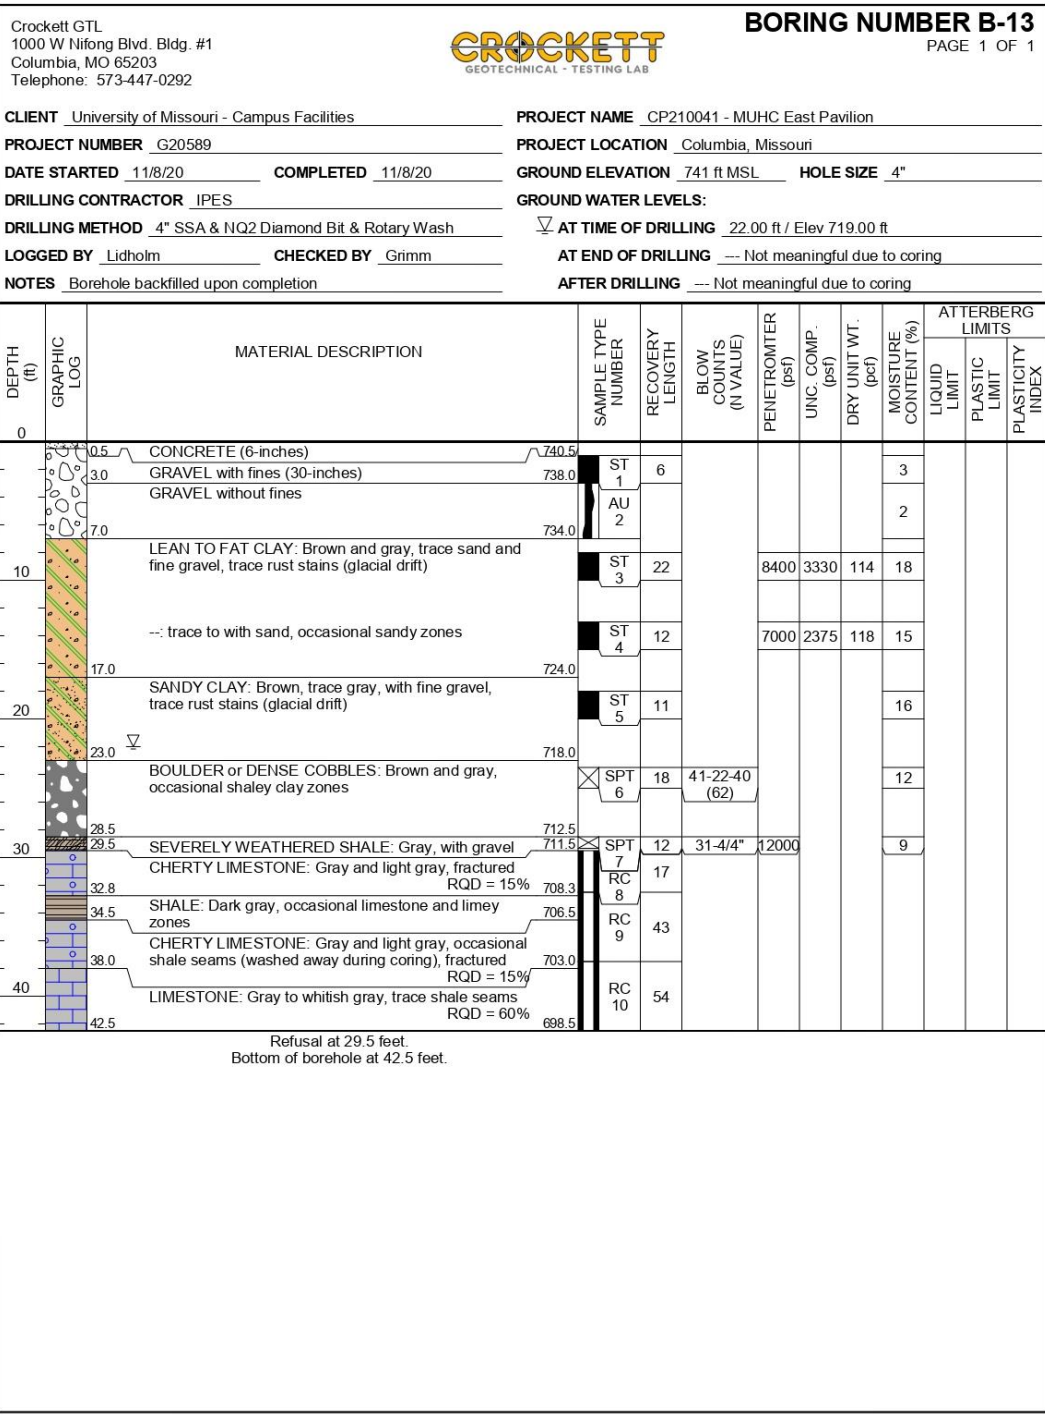 Crockett GTL
1000 W Nifong Blvd. Bldg. #1
Columbia, MO 65203
Telephone: 573-447-0292
CROCKETT
GEOTECHNICAL - TESTING LAB
BORING NUMBER B-13
PAGE 1 OF 1
CLIENT University of Missouri - Campus Facilities
PROJECT NAME CP210041 - MUHC East Pavilion
PROJECT NUMBER G20589
PROJECT LOCATION Columbia, Missouri
DATE STARTED 11/8/20 COMPLETED 11/8/20
GROUND ELEVATION 741 ft MSL HOLE SIZE 4"
DRILLING CONTRACTOR IPES
GROUND WATER LEVELS:
DRILLING METHOD 4" SSA & NQ2 Diamond Bit & Rotary Wash
AT TIME OF DRILLING 22.00 ft / Elev 719.00 ft
LOGGED BY Lidholm CHECKED BY Grimm
AT END OF DRILLING --- Not meaningful due to coring
NOTES Borehole backfilled upon completion
AFTER DRILLING --- Not meaningful due to coring
DEPTH (ft)
GRAPHIC LOG
MATERIAL DESCRIPTION
SAMPLE TYPE NUMBER
RECOVERY LENGTH
BLOW COUNTS (N VALUE)
PENETROMTER (psf)
UNC. COMP. (psf)
DRY UNIT WT. (pcf)
MOISTURE CONTENT (%)
ATTERBERG LIMITS
LIQUID LIMIT
PLASTIC LIMIT
PLASTICITY INDEX
0
0.5 CONCRETE (6-inches) 740.5
3.0 GRAVEL with fines (30-inches) 738.0
ST 1 6 3
GRAVEL without fines
AU 2 2
7.0 734.0
LEAN TO FAT CLAY: Brown and gray, trace sand and
fine gravel, trace rust stains (glacial drift)
10
ST 3 22 8400 3330 114 18
--: trace to with sand, occasional sandy zones
ST 4 12 7000 2375 118 15
17.0 724.0
SANDY CLAY: Brown, trace gray, with fine gravel,
trace rust stains (glacial drift)
20
ST 5 11 16
23.0 718.0
BOULDER or DENSE COBBLES: Brown and gray,
occasional shaley clay zones
SPT 6 18 41-22-40 (62) 12
28.5 712.5
29.5 SEVERELY WEATHERED SHALE: Gray, with gravel 711.5
SPT 7 12 31-4/4" 12000 9
30
CHERTY LIMESTONE: Gray and light gray, fractured
RQD = 15%
32.8 708.3
RC 8 17
SHALE: Dark gray, occasional limestone and limey
zones
34.5 706.5
RC 9 43
CHERTY LIMESTONE: Gray and light gray, occasional
shale seams (washed away during coring), fractured
RQD = 15%
38.0 703.0
40
LIMESTONE: Gray to whitish gray, trace shale seams
RQD = 60%
RC 10 54
42.5 698.5
Refusal at 29.5 feet.
Bottom of borehole at 42.5 feet.